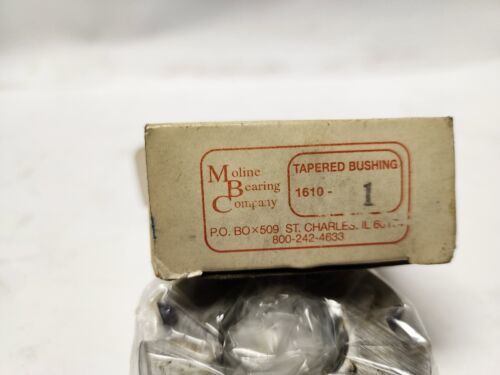 Moline
Bearing
Company
TAPERED BUSHING
1610 - 1
P.O. BOX 509 ST. CHARLES, IL
800-242-4633